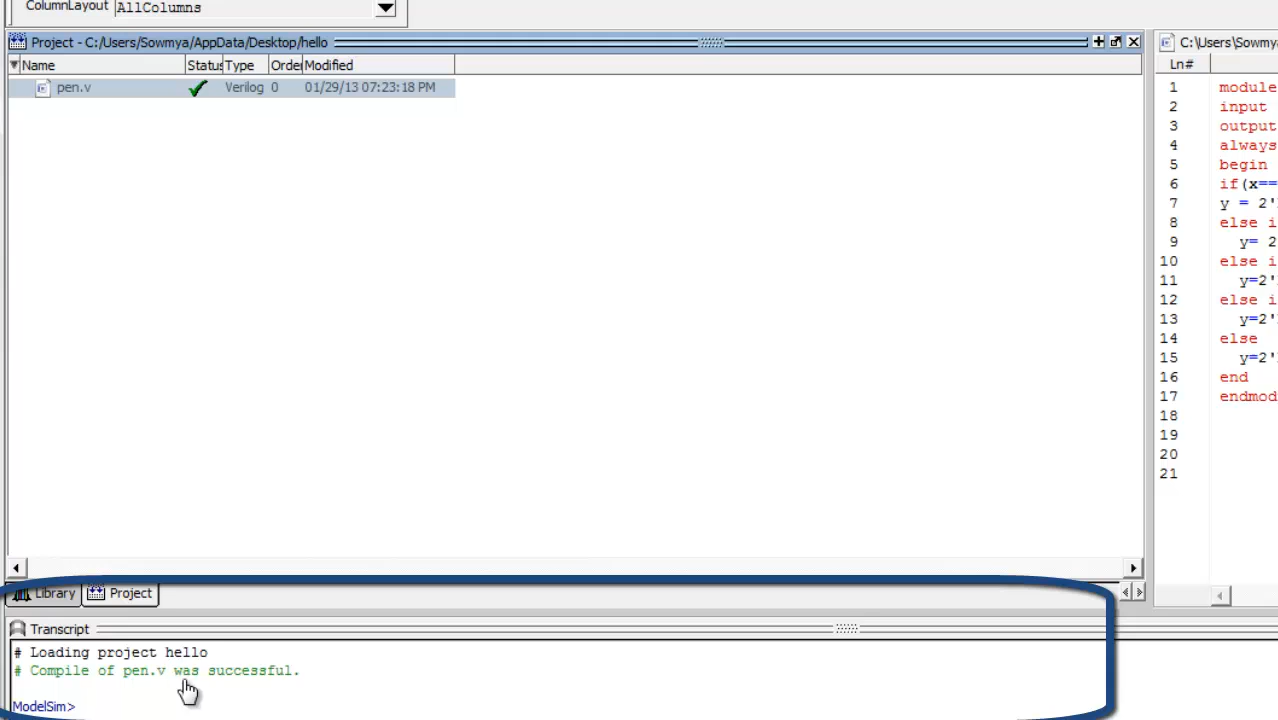 ColumnLayout AllColumns
Project - C:/Users/Sowmya/AppData/Desktop/hello
Name Status Type Order Modified
pen.v Verilog 0 01/29/13 07:23:18 PM
Library Project
Transcript
# Loading project hello
# Compile of pen.v was successful.
ModelSim>
C:\Users\Sowmya
Ln#
1 module
2 input
3 output
4 always
5 begin
6 if(x==
7 y = 2'
8 else i
9 y= 2
10 else i
11 y=2'
12 else i
13 y=2'
14 else
15 y=2'
16 end
17 endmod
18
19
20
21